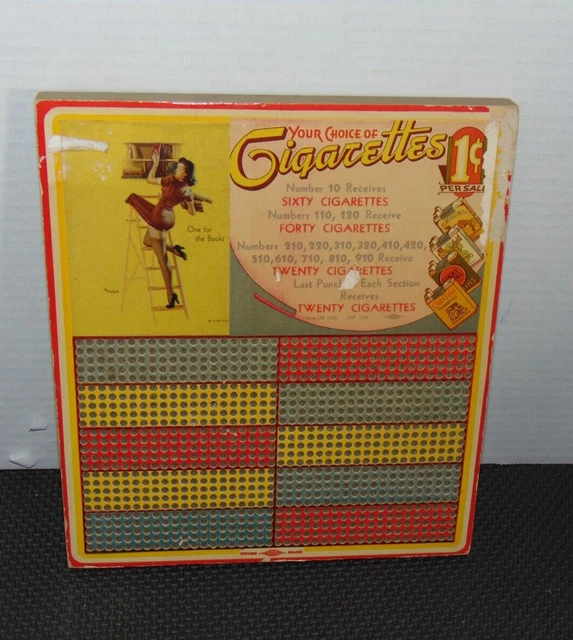 YOUR CHOICE OF
Cigarettes
1¢
PER SALE
Number 10 Receives
SIXTY CIGARETTES
Numbers 110, 120 Receive
FORTY CIGARETTES
Numbers 210,220,310,320,410,420,
510,610, 710, 810, 910 Receive
TWENTY CIGARETTES
Last Punch Each Section
Receives
TWENTY CIGARETTES
One for
the Books
UNION MADE